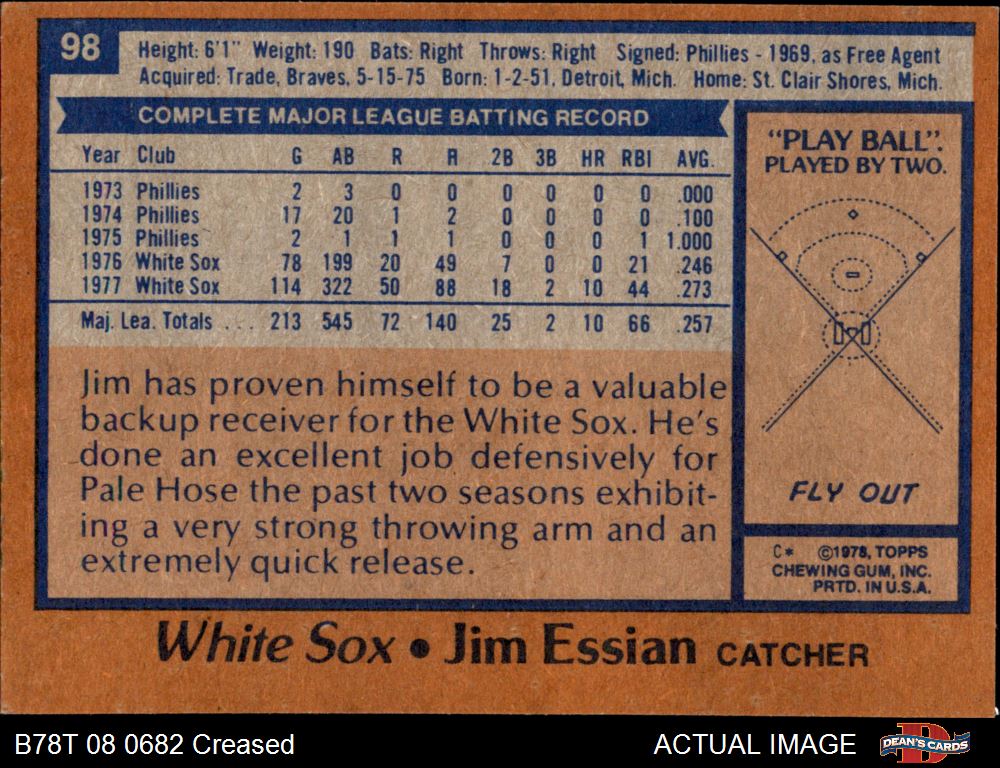 98
Height: 6'1" Weight: 190 Bats: Right Throws: Right Signed: Phillies - 1969, as Free Agent
Acquired: Trade, Braves, 5-15-75 Born: 1-2-51, Detroit, Mich. Home: St. Clair Shores, Mich.
COMPLETE MAJOR LEAGUE BATTING RECORD
Year Club G AB R H 2B 3B HR RBI AVG.
1973 Phillies 2 3 0 0 0 0 0 0 .000
1974 Phillies 17 20 1 2 0 0 0 0 .100
1975 Phillies 2 1 1 1 0 0 0 1 1.000
1976 White Sox 78 199 20 49 7 0 0 21 .246
1977 White Sox 114 322 50 88 18 2 10 44 .273
Maj. Lea. Totals . . . 213 545 72 140 25 2 10 66 .257
Jim has proven himself to be a valuable
backup receiver for the White Sox. He's
done an excellent job defensively for
Pale Hose the past two seasons exhibit-
ing a very strong throwing arm and an
extremely quick release.
"PLAY BALL".
PLAYED BY TWO.
FLY OUT
C* ©1978, TOPPS
CHEWING GUM, INC.
PRTD. IN U.S.A.
White Sox • Jim Essian CATCHER
B78T 08 0682 Creased ACTUAL IMAGE
DEAN'S CARDS